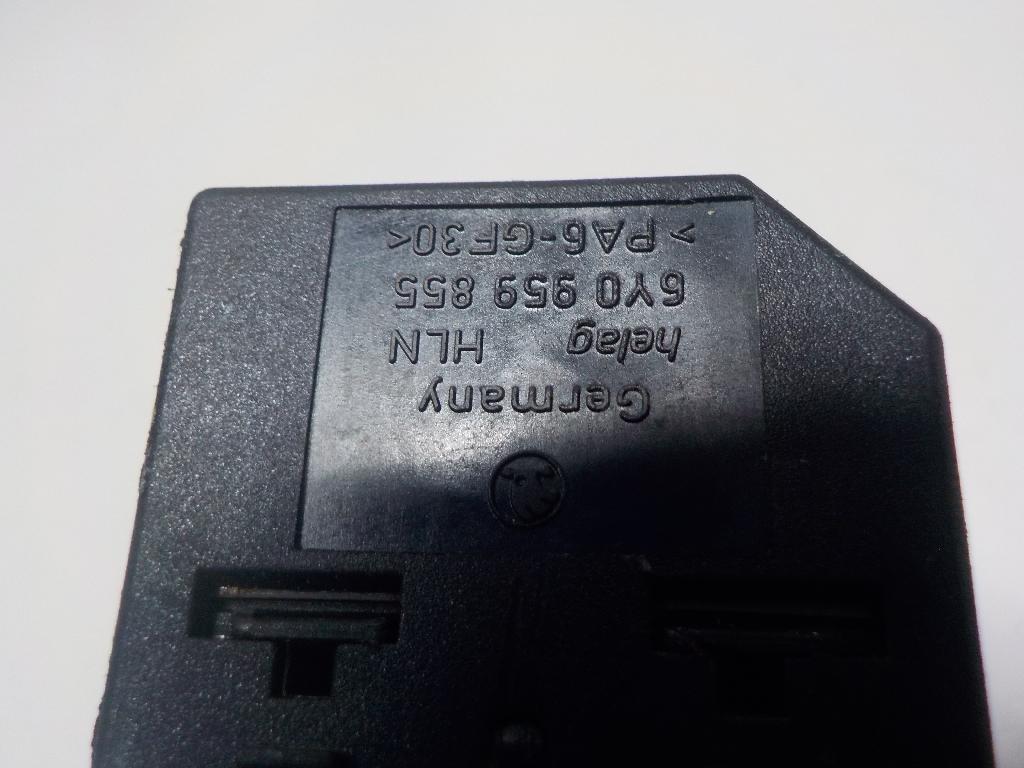 Germany
helag HLN
6Y0 959 855
>PA6-GF30<